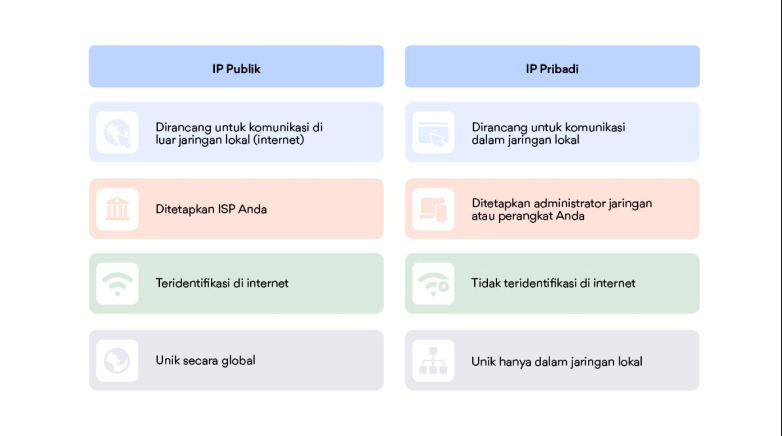 IP Publik
IP Pribadi
Dirancang untuk komunikasi di
luar jaringan lokal (internet)
Dirancang untuk komunikasi
dalam jaringan lokal
Ditetapkan ISP Anda
Ditetapkan administrator jaringan
atau perangkat Anda
Teridentifikasi di internet
Tidak teridentifikasi di internet
Unik secara global
Unik hanya dalam jaringan lokal